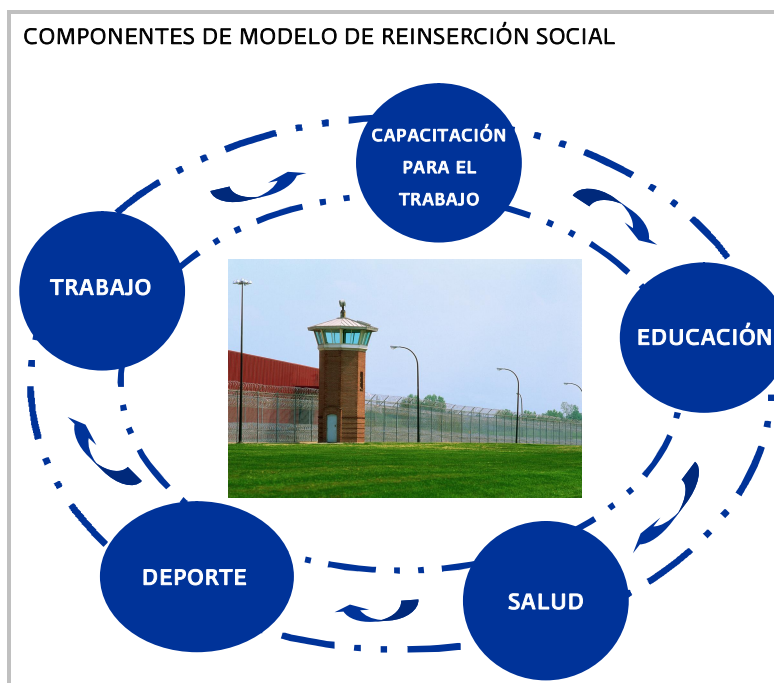 COMPONENTES DE MODELO DE REINSERCIÓN SOCIAL
CAPACITACIÓN
PARA EL
TRABAJO
TRABAJO
EDUCACIÓN
DEPORTE
SALUD